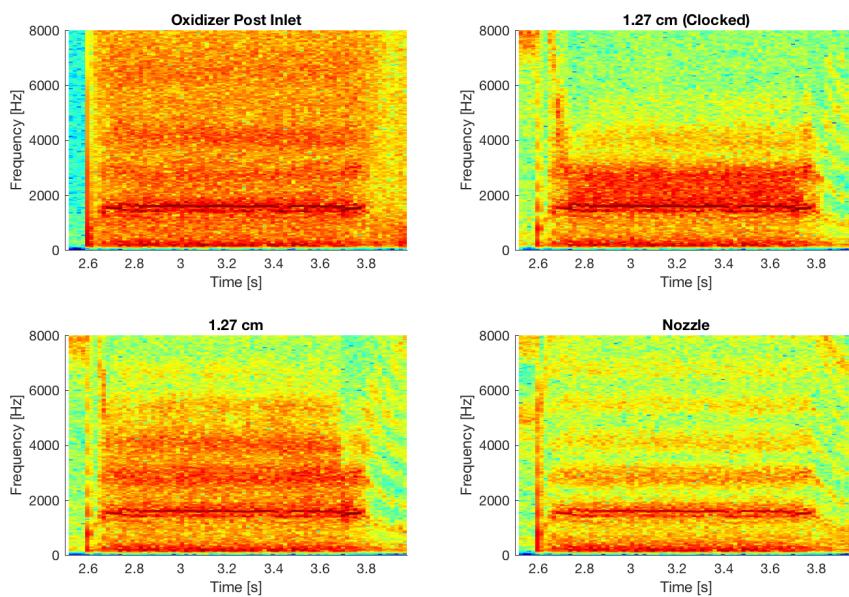 Oxidizer Post Inlet
8000
6000
4000
2000
0
Frequency [Hz]
2.6 2.8 3 3.2 3.4 3.6 3.8
Time [s]
1.27 cm (Clocked)
8000
6000
4000
2000
0
Frequency [Hz]
2.6 2.8 3 3.2 3.4 3.6 3.8
Time [s]
1.27 cm
8000
6000
4000
2000
0
Frequency [Hz]
2.6 2.8 3 3.2 3.4 3.6 3.8
Time [s]
Nozzle
8000
6000
4000
2000
0
Frequency [Hz]
2.6 2.8 3 3.2 3.4 3.6 3.8
Time [s]